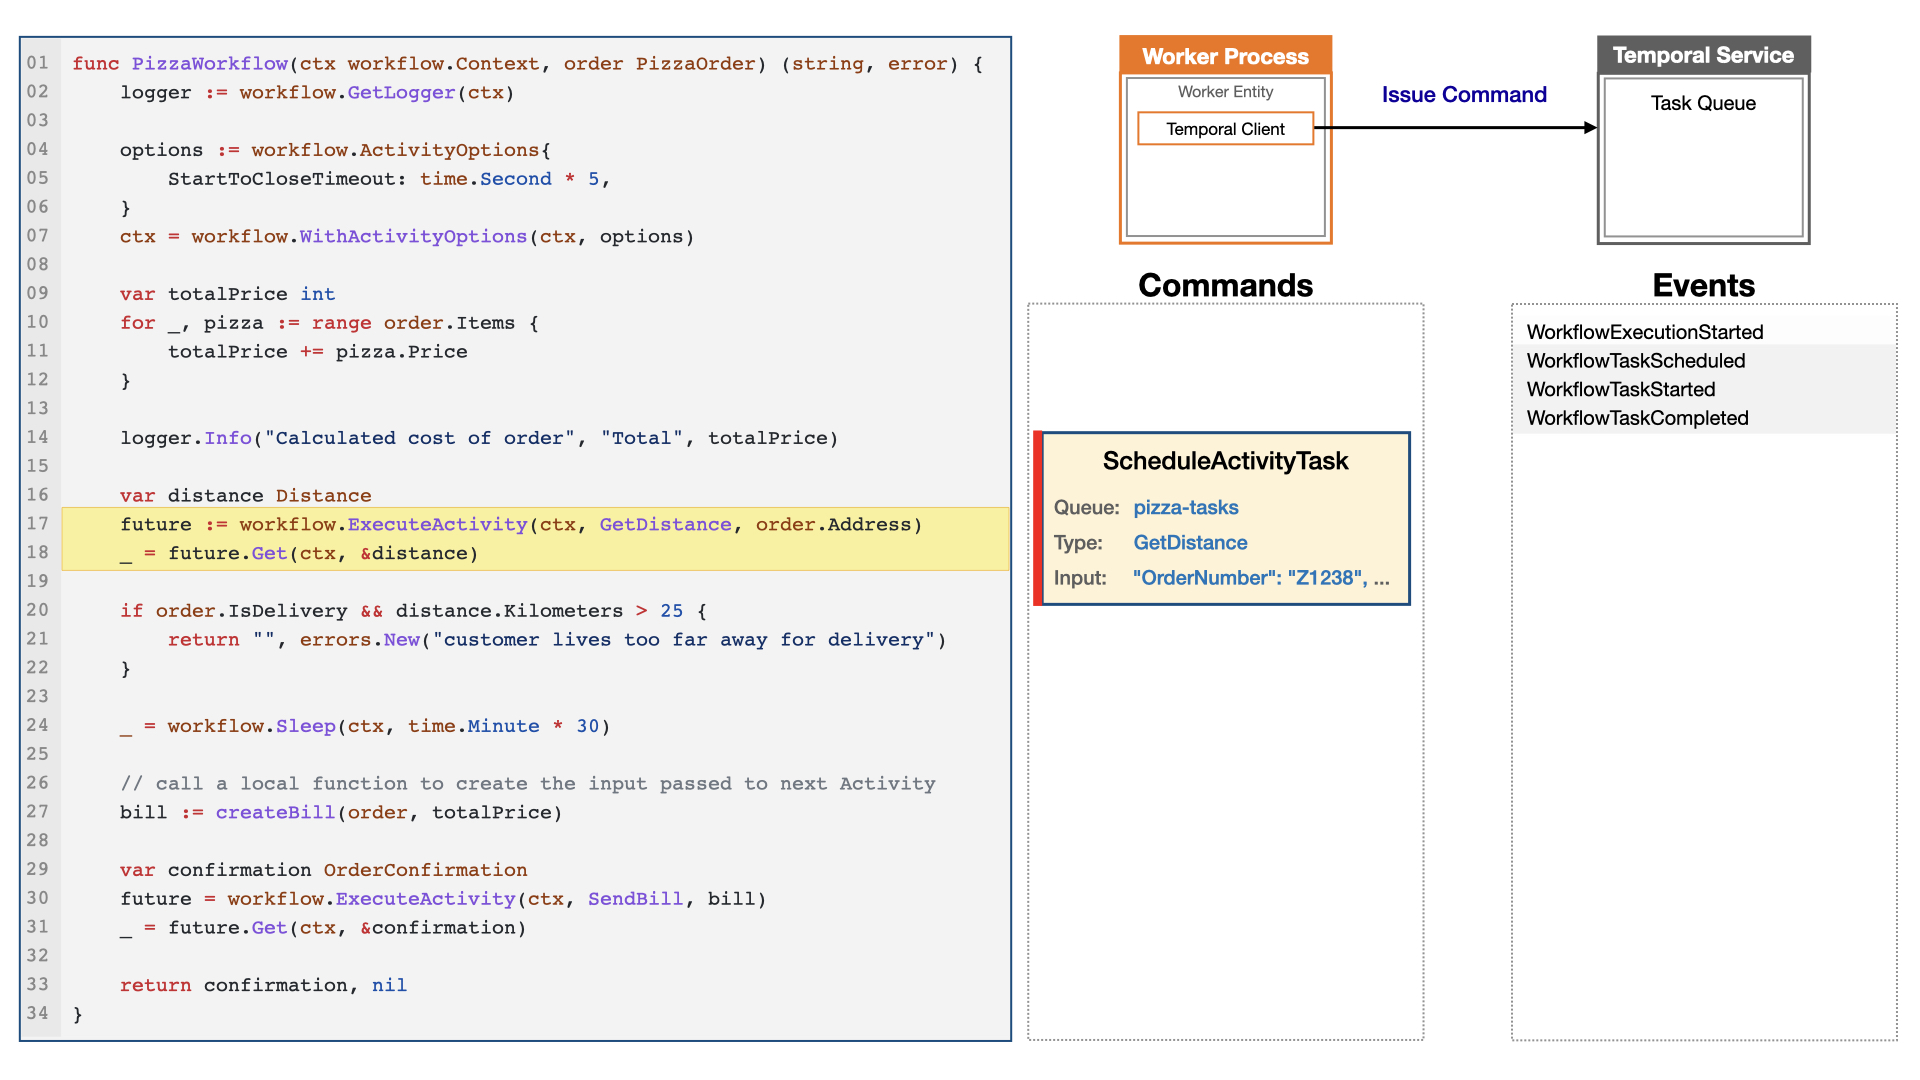 01 func PizzaWorkflow(ctx workflow.Context, order PizzaOrder) (string, error) {
02     logger := workflow.GetLogger(ctx)
03
04     options := workflow.ActivityOptions{
05         StartToCloseTimeout: time.Second * 5,
06     }
07     ctx = workflow.WithActivityOptions(ctx, options)
08
09     var totalPrice int
10     for _, pizza := range order.Items {
11         totalPrice += pizza.Price
12     }
13
14     logger.Info("Calculated cost of order", "Total", totalPrice)
15
16     var distance Distance
17     future := workflow.ExecuteActivity(ctx, GetDistance, order.Address)
18     _ = future.Get(ctx, &distance)
19
20     if order.IsDelivery && distance.Kilometers > 25 {
21         return "", errors.New("customer lives too far away for delivery")
22     }
23
24     _ = workflow.Sleep(ctx, time.Minute * 30)
25
26     // call a local function to create the input passed to next Activity
27     bill := createBill(order, totalPrice)
28
29     var confirmation OrderConfirmation
30     future = workflow.ExecuteActivity(ctx, SendBill, bill)
31     _ = future.Get(ctx, &confirmation)
32
33     return confirmation, nil
34 }
Worker Process
Worker Entity
Temporal Client
Issue Command
Temporal Service
Task Queue
Commands
ScheduleActivityTask
Queue: pizza-tasks
Type: GetDistance
Input: "OrderNumber": "Z1238", ...
Events
WorkflowExecutionStarted
WorkflowTaskScheduled
WorkflowTaskStarted
WorkflowTaskCompleted